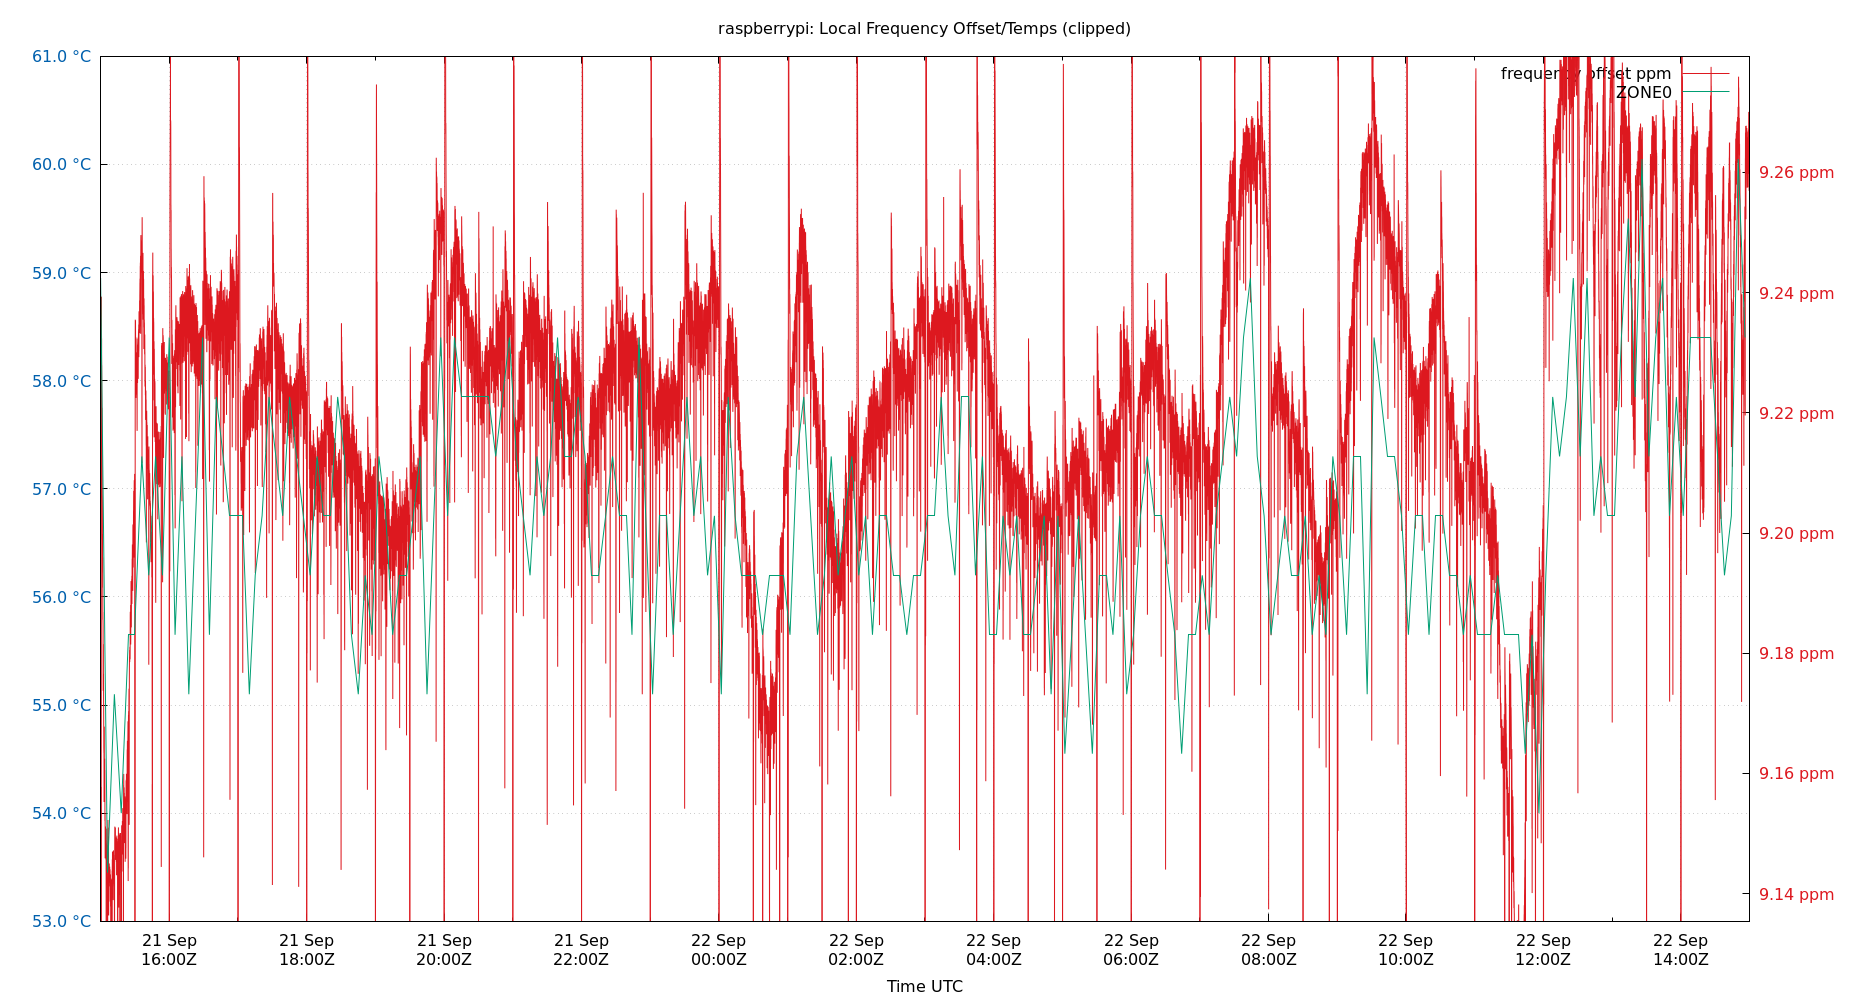 raspberrypi: Local Frequency Offset/Temps (clipped)
61.0 °C
60.0 °C
59.0 °C
58.0 °C
57.0 °C
56.0 °C
55.0 °C
54.0 °C
53.0 °C
frequency offset ppm
ZONE0
9.26 ppm
9.24 ppm
9.22 ppm
9.20 ppm
9.18 ppm
9.16 ppm
9.14 ppm
21 Sep 21 Sep 21 Sep 21 Sep 22 Sep 22 Sep 22 Sep 22 Sep 22 Sep 22 Sep 22 Sep 22 Sep
16:00Z 18:00Z 20:00Z 22:00Z 00:00Z 02:00Z 04:00Z 06:00Z 08:00Z 10:00Z 12:00Z 14:00Z
Time UTC